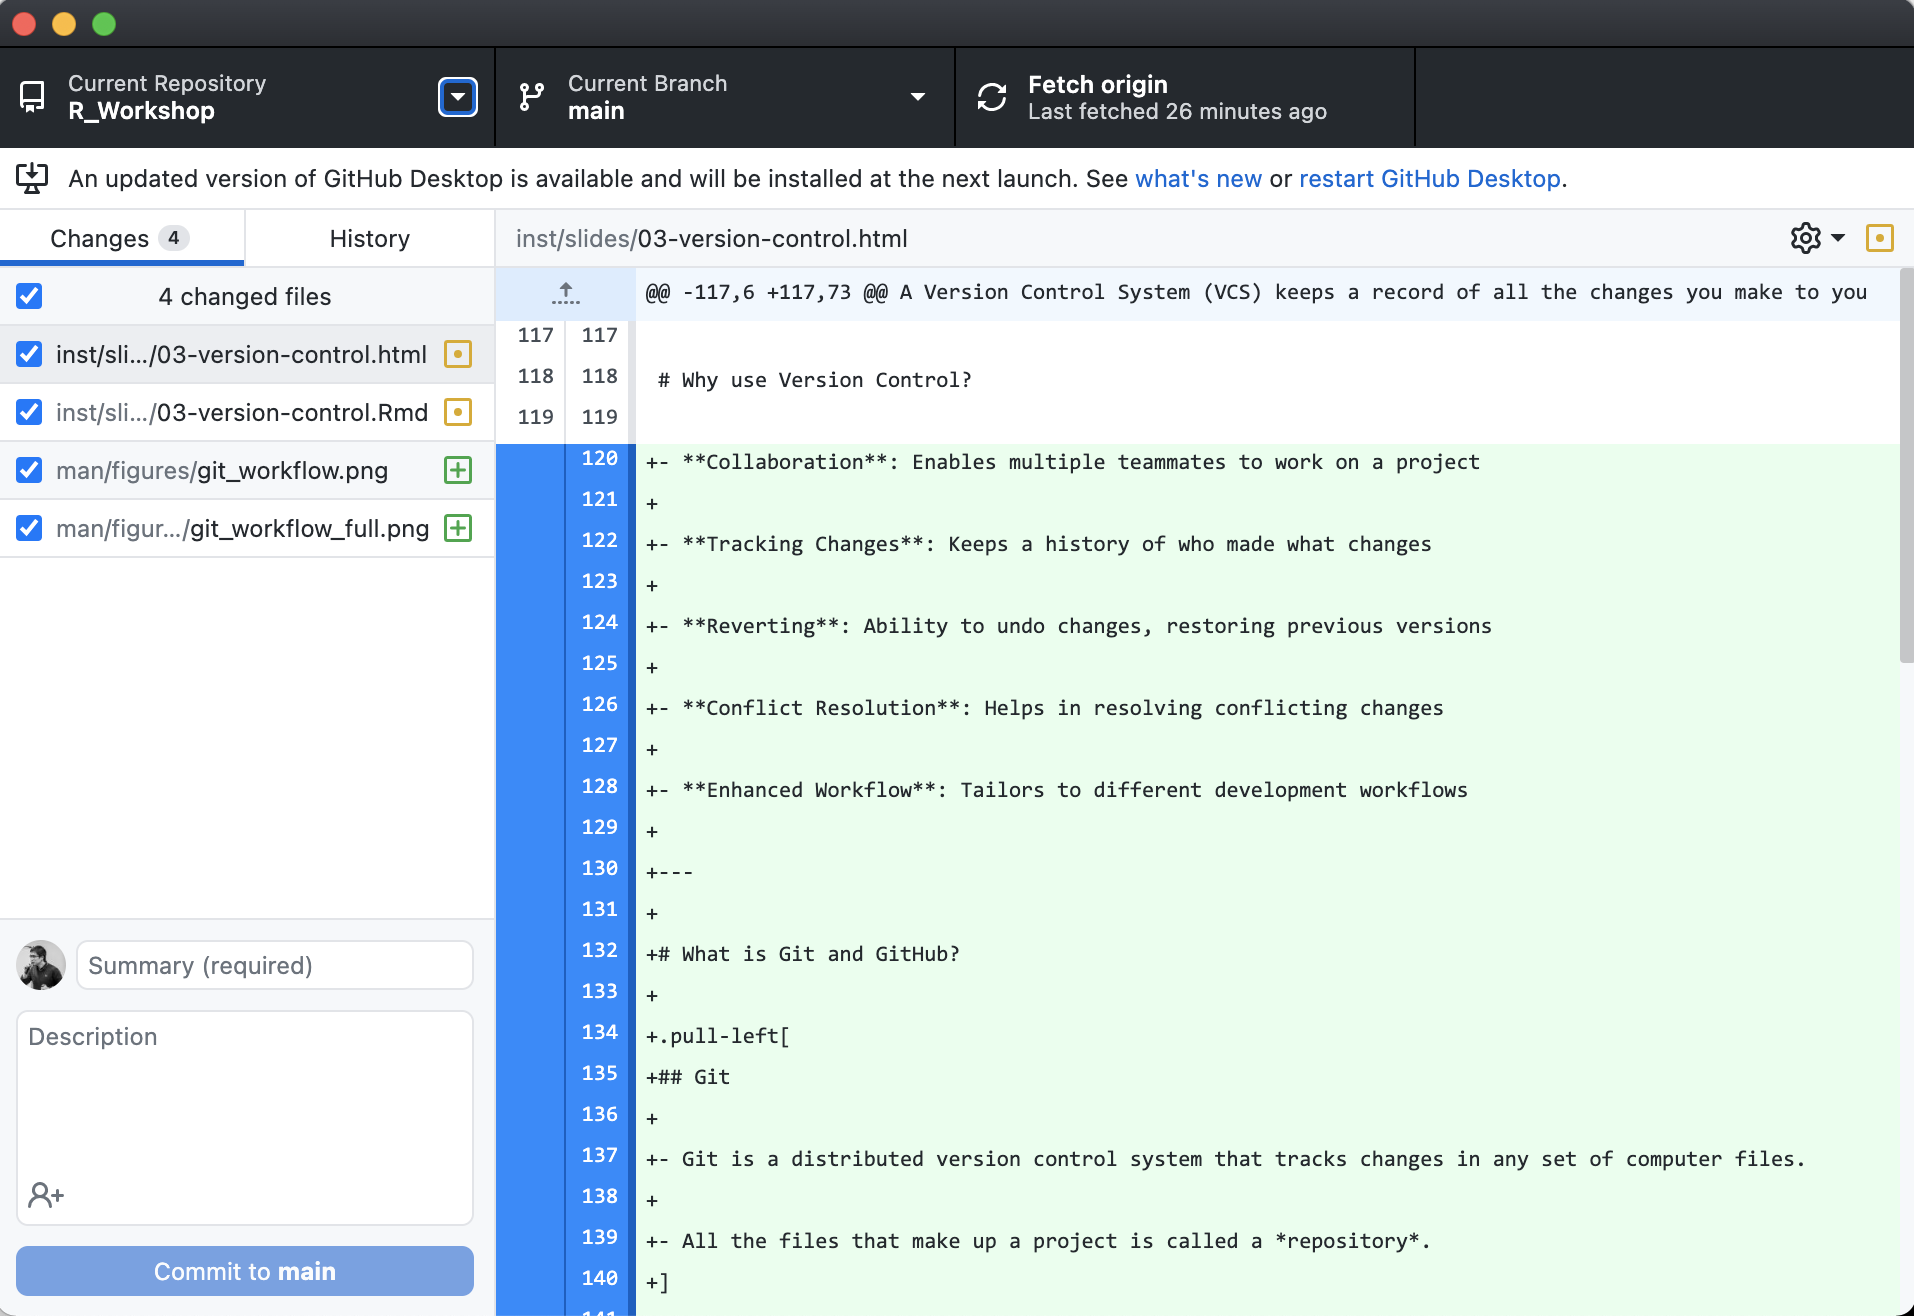 Current Repository
R_Workshop
Current Branch
main
Fetch origin
Last fetched 26 minutes ago
An updated version of GitHub Desktop is available and will be installed at the next launch. See what's new or restart GitHub Desktop.
Changes 4
History
4 changed files
inst/sli.../03-version-control.html
inst/sli.../03-version-control.Rmd
man/figures/git_workflow.png
man/figur.../git_workflow_full.png
Summary (required)
Description
Commit to main
inst/slides/03-version-control.html
@@ -117,6 +117,73 @@ A Version Control System (VCS) keeps a record of all the changes you make to you
117 117
118 118 # Why use Version Control?
119 119
120 +- **Collaboration**: Enables multiple teammates to work on a project
121 +
122 +- **Tracking Changes**: Keeps a history of who made what changes
123 +
124 +- **Reverting**: Ability to undo changes, restoring previous versions
125 +
126 +- **Conflict Resolution**: Helps in resolving conflicting changes
127 +
128 +- **Enhanced Workflow**: Tailors to different development workflows
129 +
130 +---
131 +
132 +# What is Git and GitHub?
133 +
134 +.pull-left[
135 +## Git
136 +
137 +- Git is a distributed version control system that tracks changes in any set of computer files.
138 +
139 +- All the files that make up a project is called a *repository*.
140 +]